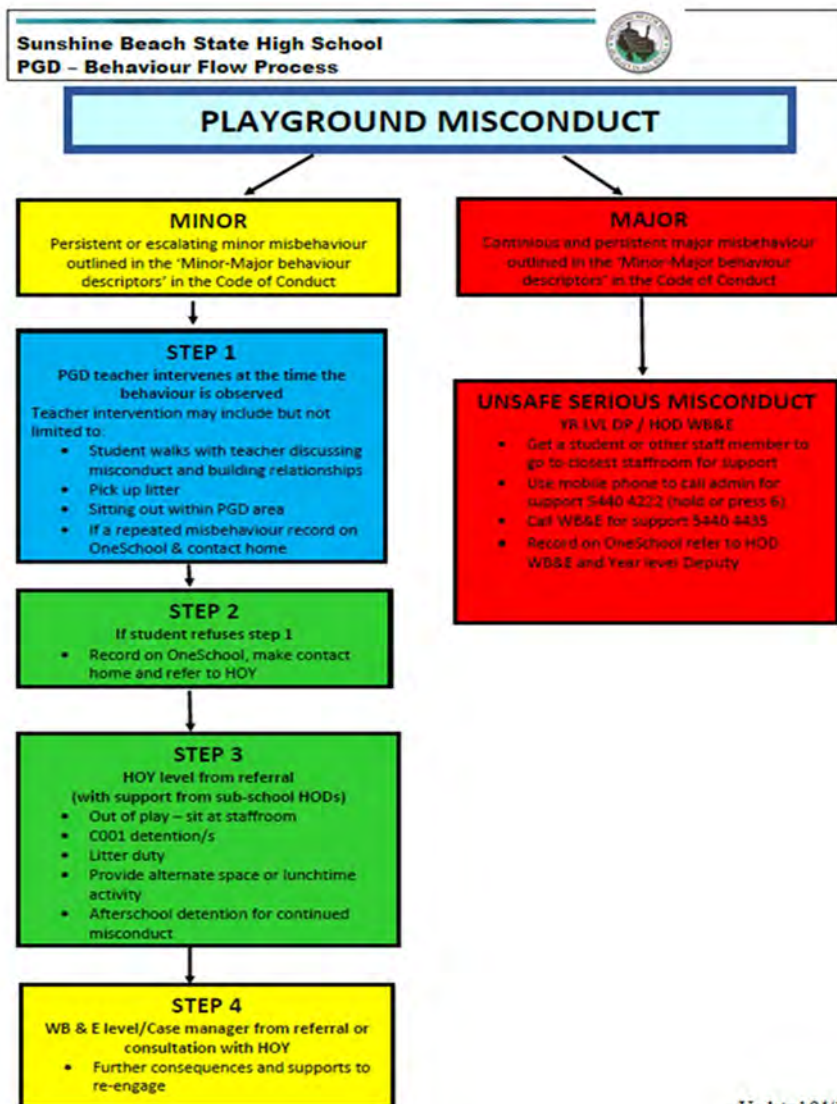 Sunshine Beach State High School
PGD – Behaviour Flow Process
PLAYGROUND MISCONDUCT
MINOR
Persistent or escalating minor misbehaviour
outlined in the 'Minor-Major behaviour
descriptors' in the Code of Conduct
MAJOR
Continious and persistent major misbehaviour
outlined in the 'Minor-Major behaviour
descriptors" in the Code of Conduct
STEP 1
PGD teacher intervenes at the time the
behaviour is observed
Teacher intervention may include but not
limited to:
• Student walks with teacher discussing
misconduct and building relationships
• Pick up litter
• Sitting out within PGD area
• If a repeated misbehaviour record on
OneSchool & contact home
UNSAFE SERIOUS MISCONDUCT
YR LVL DP / HOD WB&E
• Get a student or other staff member to
go to closest staffroom for support
• Use mobile phone to call admin for
support 5440 4222 (hold or press 6)
• Call WB&E for support 5440 4435
• Record on OneSchool refer to HOD
WB&E and Year level Deputy
STEP 2
If student refuses step 1
• Record on OneSchool, make contact
home and refer to HOY
STEP 3
HOY level from referral
(with support from sub-school HODs)
• Out of play – sit at staffroom
• C001 detention/s
• Litter duty
• Provide alternate space or lunchtime
activity
• Afterschool detention for continued
misconduct
STEP 4
WB & E level/Case manager from referral or
consultation with HOY
• Further consequences and supports to
re-engage